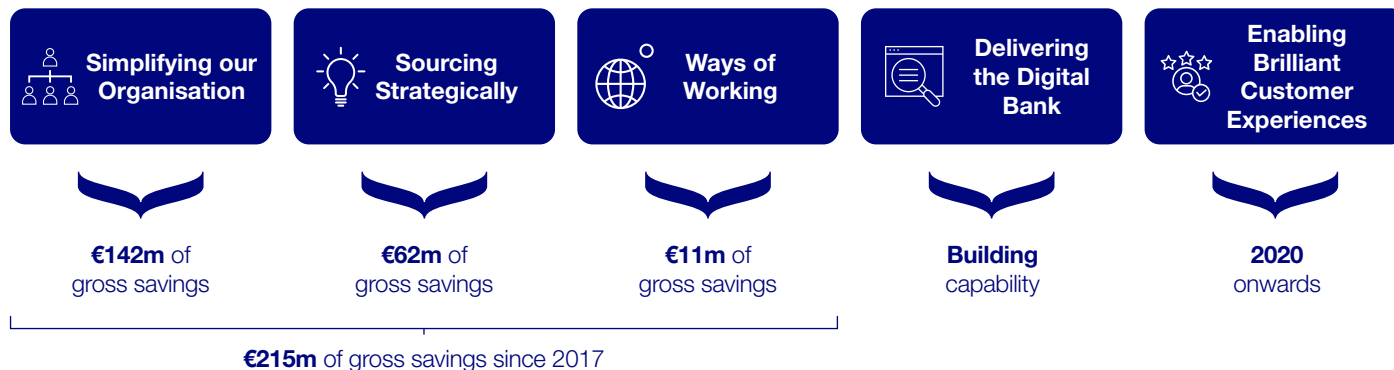 Simplifying our
Organisation
Sourcing
Strategically
Ways of
Working
Delivering
the Digital
Bank
Enabling
Brilliant
Customer
Experiences
€142m of
gross savings
€62m of
gross savings
€11m of
gross savings
Building
capability
2020
onwards
€215m of gross savings since 2017